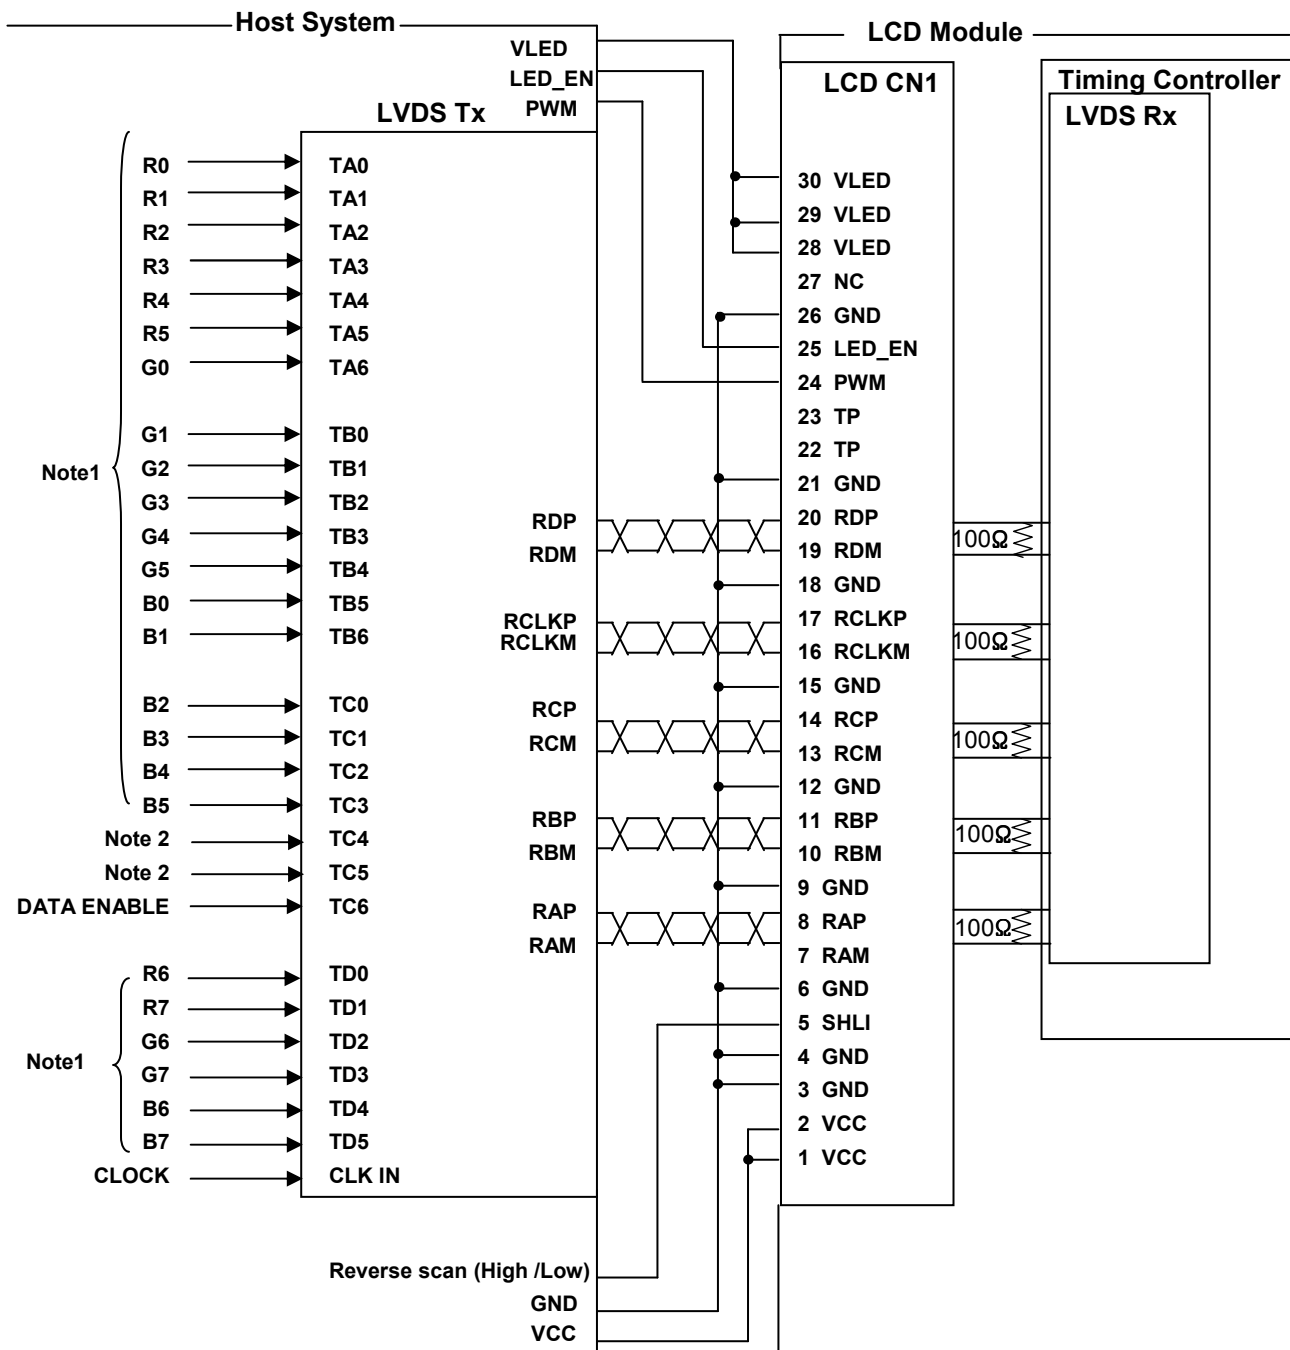 Host System
VLED
LED_EN
PWM
LVDS Tx
R0 TA0
R1 TA1
R2 TA2
R3 TA3
R4 TA4
R5 TA5
G0 TA6
G1 TB0
G2 TB1
G3 TB2
G4 TB3
G5 TB4
B0 TB5
B1 TB6
Note1
B2 TC0
B3 TC1
B4 TC2
B5 TC3
Note 2 TC4
Note 2 TC5
DATA ENABLE TC6
R6 TD0
R7 TD1
G6 TD2
G7 TD3
B6 TD4
B7 TD5
Note1
CLOCK CLK IN
RDP
RDM
RCLKP
RCLKM
RCP
RCM
RBP
RBM
RAP
RAM
Reverse scan (High /Low)
GND
VCC
LCD Module
LCD CN1
30 VLED
29 VLED
28 VLED
27 NC
26 GND
25 LED_EN
24 PWM
23 TP
22 TP
21 GND
20 RDP
19 RDM
18 GND
17 RCLKP
16 RCLKM
15 GND
14 RCP
13 RCM
12 GND
11 RBP
10 RBM
9 GND
8 RAP
7 RAM
6 GND
5 SHLI
4 GND
3 GND
2 VCC
1 VCC
Timing Controller
LVDS Rx
100Ω
100Ω
100Ω
100Ω
100Ω